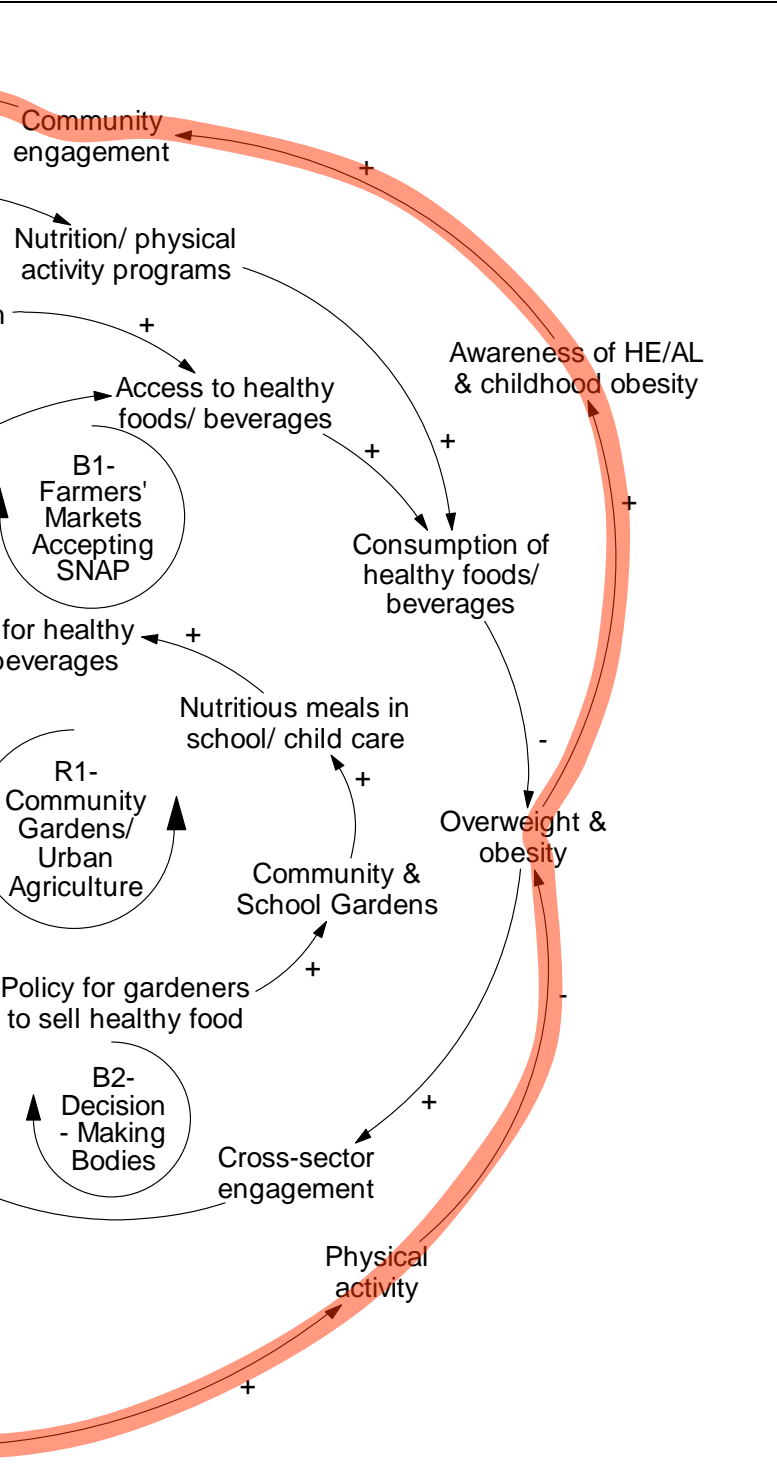 Community
engagement
+
Nutrition/ physical
activity programs
+
Awareness of HE/AL
& childhood obesity
Access to healthy
foods/ beverages
+
+
B1-
Farmers'
Markets
Accepting
SNAP
+
Consumption of
healthy foods/
beverages
for healthy
beverages
+
Nutritious meals in
school/ child care
-
R1-
Community
Gardens/
Urban
Agriculture
+
Overweight &
obesity
Community &
School Gardens
+
Policy for gardeners
to sell healthy food
-
B2-
Decision
- Making
Bodies
+
Cross-sector
engagement
Physical
activity
+